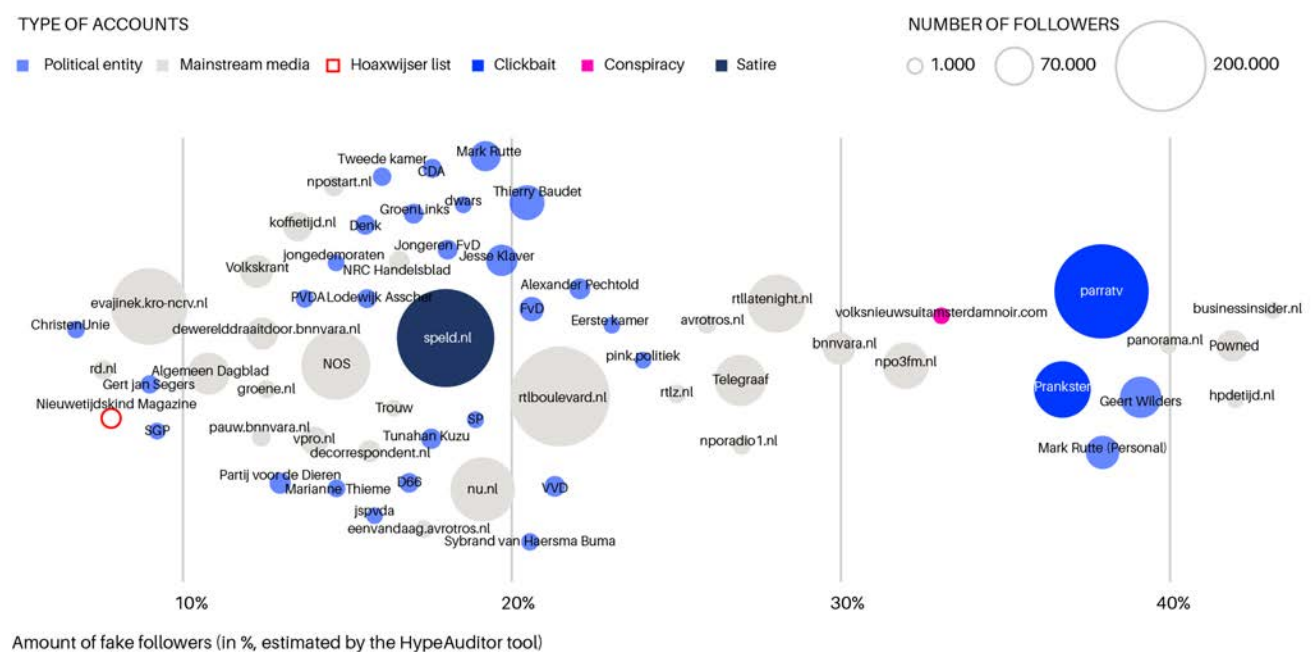 TYPE OF ACCOUNTS
NUMBER OF FOLLOWERS
Political entity
Mainstream media
Hoaxwijser list
Clickbait
Conspiracy
Satire
1.000
70.000
200.000
Mark Rutte
Tweede kamer
CDA
npostart.nl
Thierry Baudet
dwars
GroenLinks
koffietijd.nl
Denk
Jongeren FvD
jongedemoraten
Jesse Klaver
NRC Handelsblad
Volkskrant
Alexander Pechtold
parratv
PVDA
Lodewijk Asscher
rtllatenight.nl
evajinek.kro-ncrv.nl
FvD
businessinsider.nl
volksnieuwsuitamsterdamnoir.com
ChristenUnie
dewerelddraaitdoor.bnnvara.nl
Eerste kamer
avrotros.nl
speld.nl
panorama.nl
bnnvara.nl
Powned
pink.politiek
NOS
npo3fm.nl
rd.nl
Algemeen Dagblad
Telegraaf
Gert jan Segers
groene.nl
Prankster
rtlz.nl
hpdetijd.nl
rtlboulevard.nl
Geert Wilders
Nieuwetijdskind Magazine
Trouw
SP
pauw.bnnvara.nl
SGP
Tunahan Kuzu
vpro.nl
nporadio1.nl
Mark Rutte (Personal)
decorrespondent.nl
Partij voor de Dieren
D66
Marianne Thieme
nu.nl
VVD
jspvda
eenvandaag.avrotros.nl
Sybrand van Haersma Buma
10%
20%
30%
40%
Amount of fake followers (in %, estimated by the HypeAuditor tool)